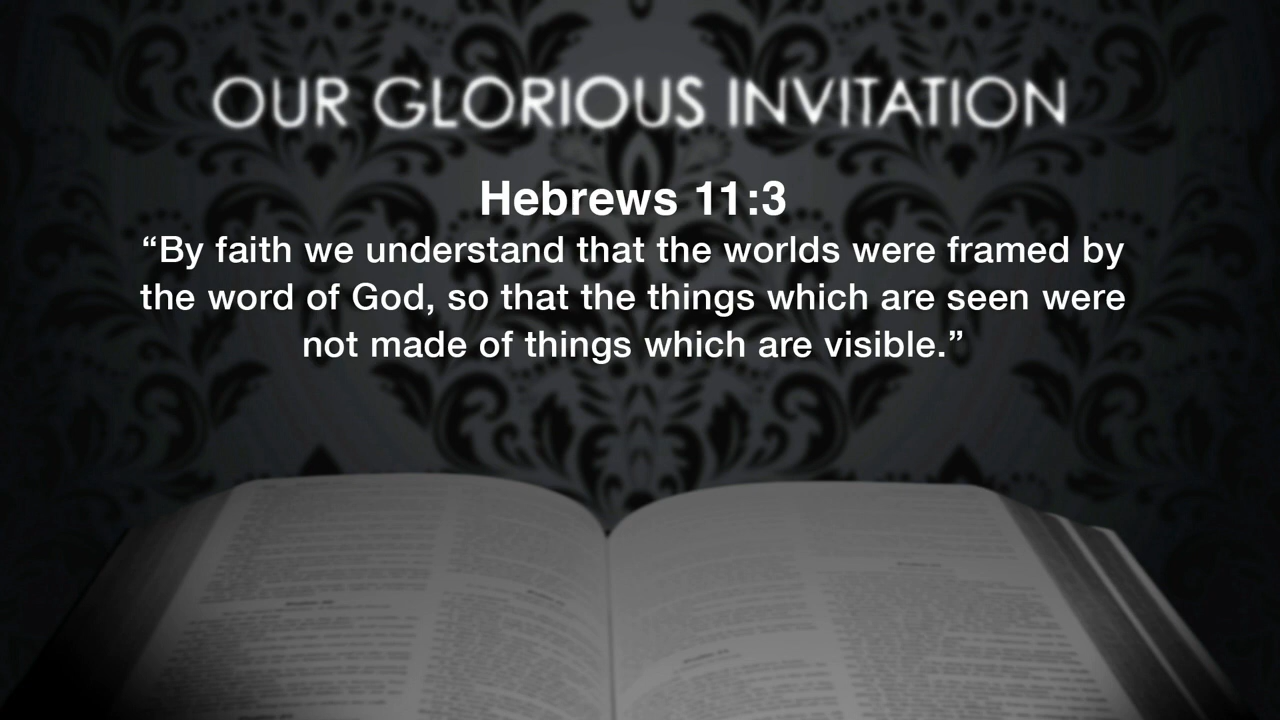 OUR GLORIOUS INVITATION
Hebrews 11:3
“By faith we understand that the worlds were framed by
the word of God, so that the things which are seen were
not made of things which are visible.”